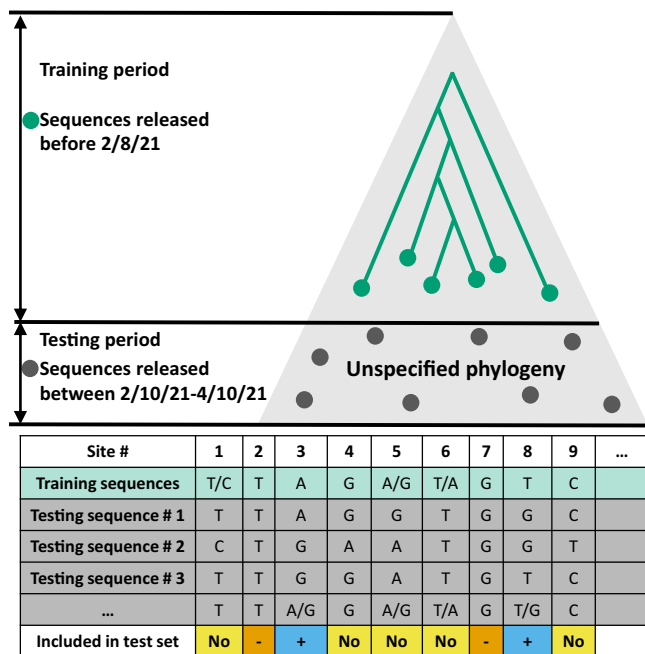 Training period
Sequences released
before 2/8/21
Testing period
Sequences released
between 2/10/21-4/10/21
Unspecified phylogeny
Site # 1 2 3 4 5 6 7 8 9 ...
Training sequences T/C T A G A/G T/A G T C
Testing sequence # 1 T T A G G T G G C
Testing sequence # 2 C T G A A T G G T
Testing sequence # 3 T T G G A T G T C
... T T A/G G A/G T/A G T/G C
Included in test set No - + No No No - + No